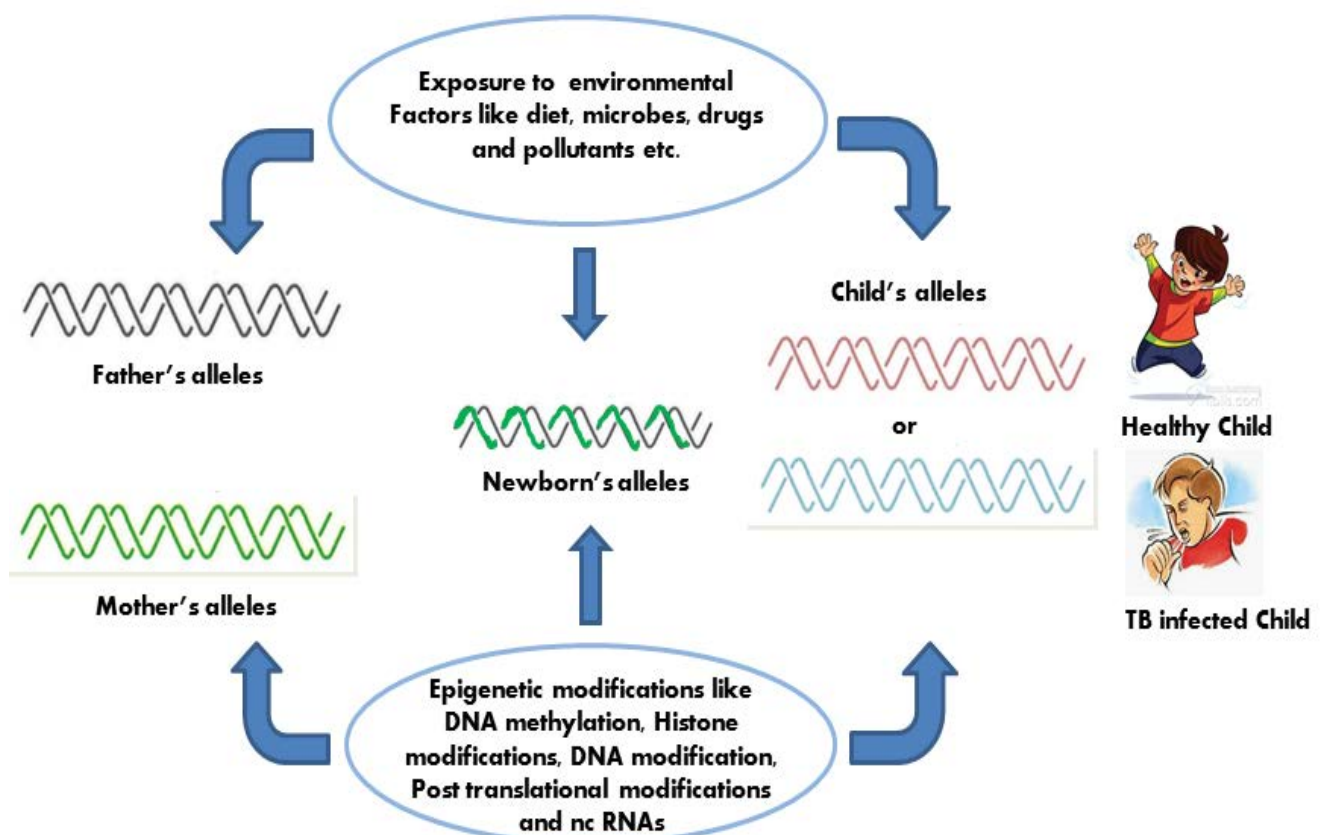 Exposure to environmental
Factors like diet, microbes, drugs
and pollutants etc.
Father's alleles
Mother's alleles
Newborn's alleles
Child's alleles
or
Healthy Child
TB infected Child
Epigenetic modifications like
DNA methylation, Histone
modifications, DNA modification,
Post translational modifications
and nc RNAs